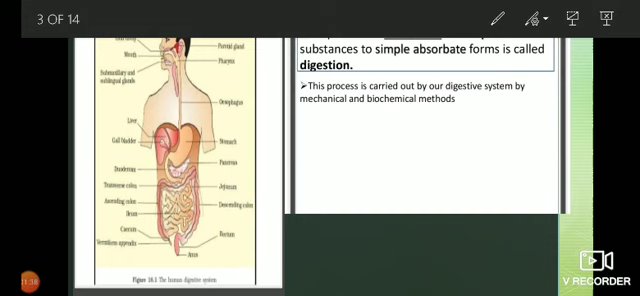 3 OF 14
Parotid gland
Mouth
Pharynx
Submaxillary and
sublingual glands
Oesophagus
Liver
Gall bladder
Stomach
Pancreas
Duodenum
Transverse colon
Jejunum
Ascending colon
Descending colon
Ileum
Caecum
Rectum
Vermiform appendix
Anus
Figure 16.1 The human digestive system
substances to simple absorbate forms is called
digestion.
➢This process is carried out by our digestive system by
mechanical and biochemical methods
11:38
V RECORDER